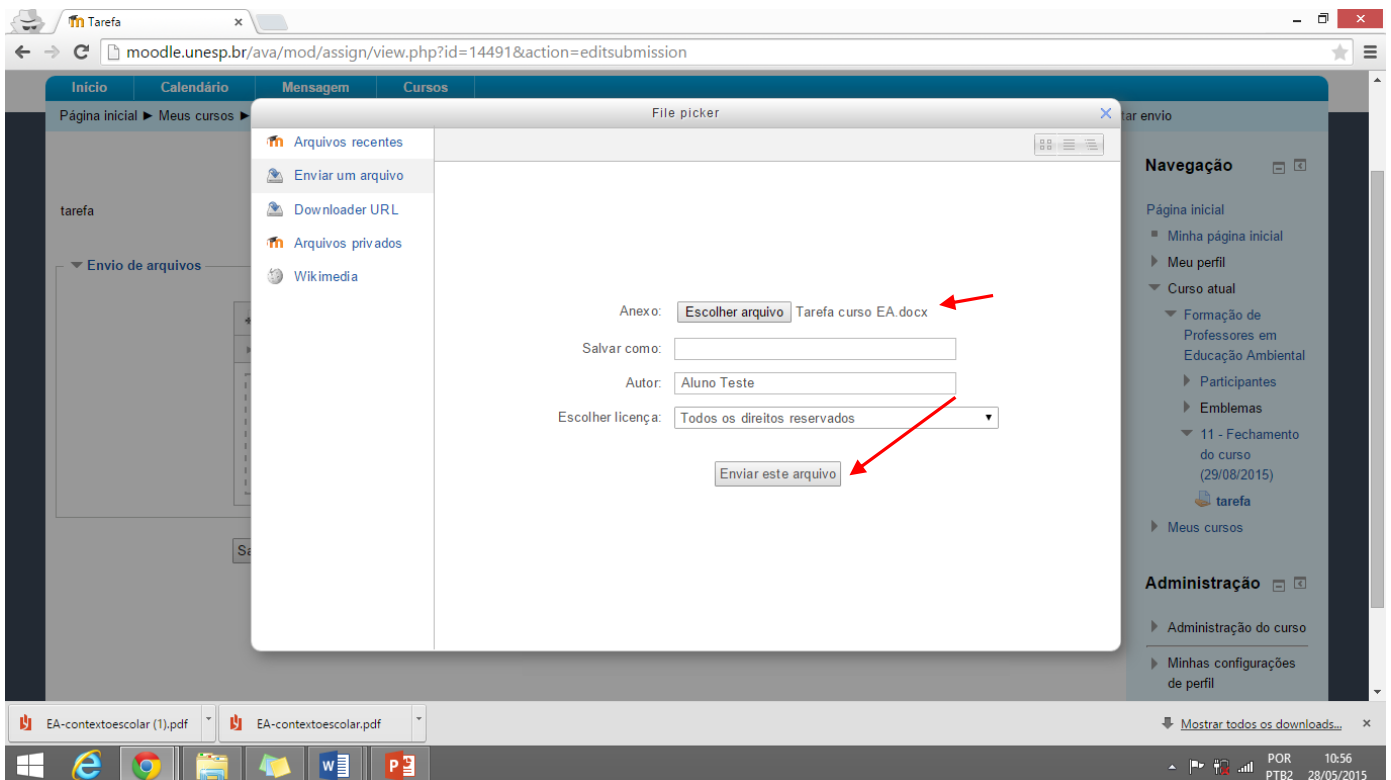 Tarefa
moodle.unesp.br/ava/mod/assign/view.php?id=14491&action=editsubmission
Início Calendário Mensagem Cursos
Página inicial ► Meus cursos ►
tar envio
File picker
Arquivos recentes
Enviar um arquivo
Downloader URL
Arquivos privados
Wikimedia
tarefa
Envio de arquivos
Sa
Anexo: Escolher arquivo Tarefa curso EA.docx
Salvar como:
Autor: Aluno Teste
Escolher licença: Todos os direitos reservados
Enviar este arquivo
Navegação
Página inicial
Minha página inicial
Meu perfil
Curso atual
Formação de
Professores em
Educação Ambiental
Participantes
Emblemas
11 - Fechamento
do curso
(29/08/2015)
tarefa
Meus cursos
Administração
Administração do curso
Minhas configurações
de perfil
EA-contextoescolar (1).pdf
EA-contextoescolar.pdf
Mostrar todos os downloads...
POR 10:56
PTB2 28/05/2015